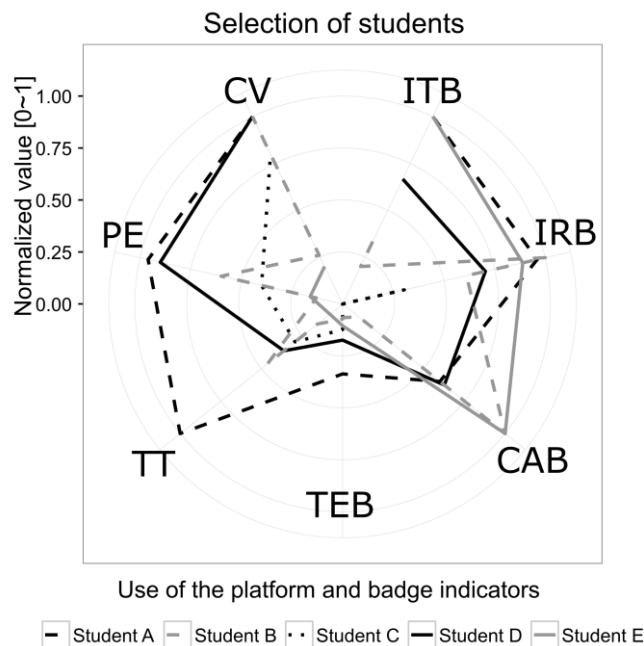 Selection of students
Normalized value [0~1]
1.00
0.75
0.50
0.25
0.00
CV
ITB
PE
IRB
TT
CAB
TEB
Use of the platform and badge indicators
Student A Student B Student C Student D Student E